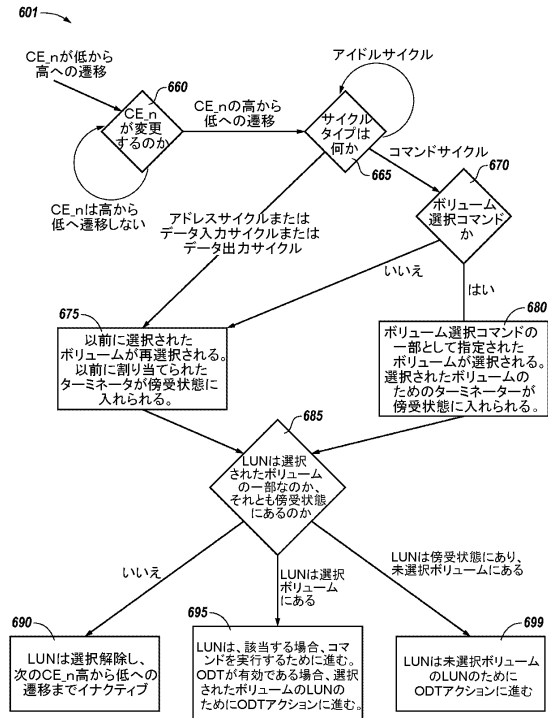 601
CE_nが低から
高への遷移
660
CE_n
が変更
するのか
CE_nの高から
低への遷移
CE_nは高から
低へ遷移しない
アイドルサイクル
サイクル
タイプは
何か
665
コマンドサイクル
670
ボリューム
選択コマンド
か
アドレスサイクルまたは
データ入力サイクルまたは
データ出力サイクル
いいえ
はい
675
以前に選択された
ボリュームが再選択される。
以前に割り当てられた
ターミネータが傍受状態に
入れられる。
680
ボリューム選択コマンドの
一部として指定された
ボリュームが選択される。
選択されたボリュームの
ためのターミネーターが
傍受状態に入れられる。
685
LUNは選択
されたボリューム
の一部なのか、
それとも傍受状態
にあるのか
いいえ
LUNは選択
ボリューム
にある
LUNは傍受状態にあり、
未選択ボリュームにある
690
LUNは選択解除し、
次のCE_n高から低への
遷移までイナクティブ
695
LUNは、該当する場合、コマ
ンドを実行するために進む。
ODTが有効である場合、選択
されたボリュームのLUNの
ためにODTアクションに進む。
699
LUNは未選択ボリューム
のLUNのために
ODTアクションに進む